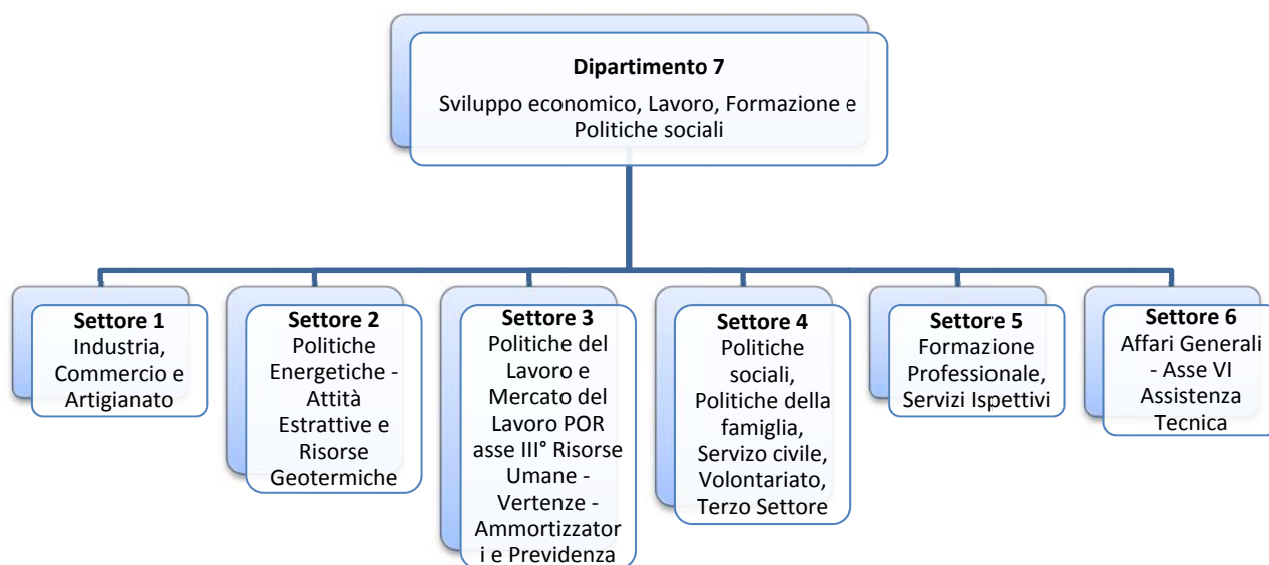 Dipartimento 7
Sviluppo economico, Lavoro, Formazione e
Politiche sociali
Settore 1
Industria,
Commercio e
Artigianato
Settore 2
Politiche
Energetiche -
Attità
Estrattive e
Risorse
Geotermiche
Settore 3
Politiche del
Lavoro e
Mercato del
Lavoro POR
asse III° Risorse
Umane -
Vertenze -
Ammortizzator
i e Previdenza
Settore 4
Politiche
sociali,
Politiche della
famiglia,
Servizo civile,
Volontariato,
Terzo Settore
Settore 5
Formazione
Professionale,
Servizi Ispettivi
Settore 6
Affari Generali
- Asse VI
Assistenza
Tecnica